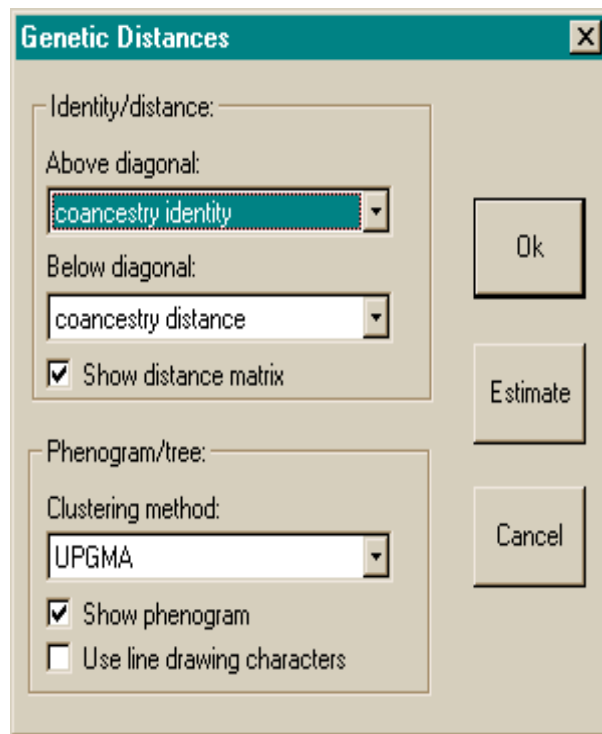 Genetic Distances
Identity/distance:
Above diagonal:
coancestry identity
Below diagonal:
coancestry distance
Show distance matrix
Phenogram/tree:
Clustering method:
UPGMA
Show phenogram
Use line drawing characters
Ok
Estimate
Cancel